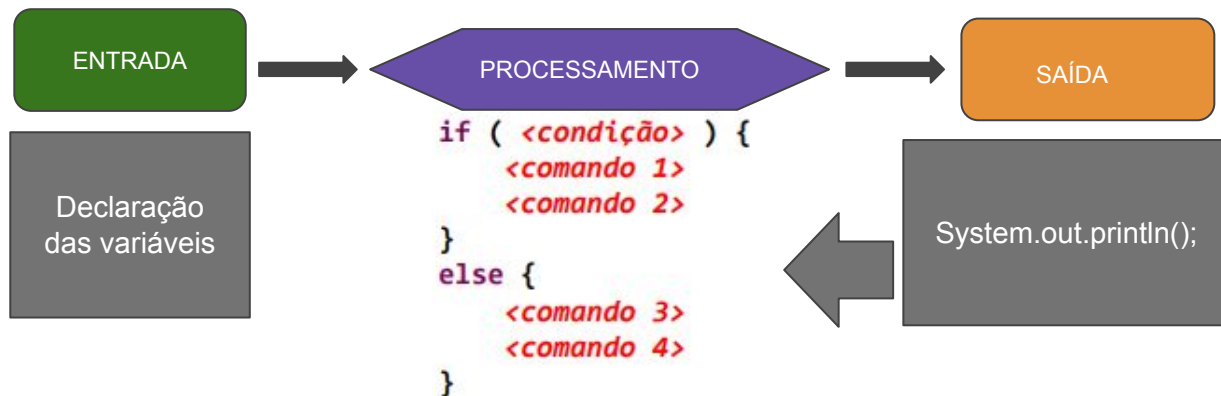 ENTRADA
PROCESSAMENTO
SAÍDA
Declaração
das variáveis
if ( <condição> ) {
<comando 1>
<comando 2>
}
else {
<comando 3>
<comando 4>
}
System.out.println();